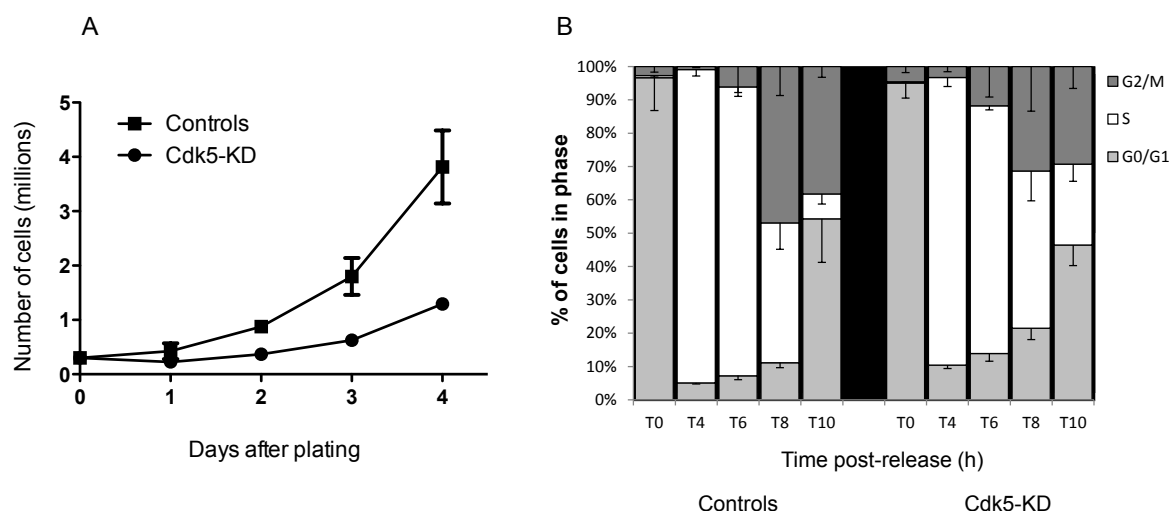 A
Number of cells (millions)
5
4
3
2
1
0
Controls
Cdk5-KD
0 1 2 3 4
Days after plating
B
% of cells in phase
100%
90%
80%
70%
60%
50%
40%
30%
20%
10%
0%
G2/M
S
G0/G1
T0 T4 T6 T8 T10 T0 T4 T6 T8 T10
Time post-release (h)
Controls Cdk5-KD